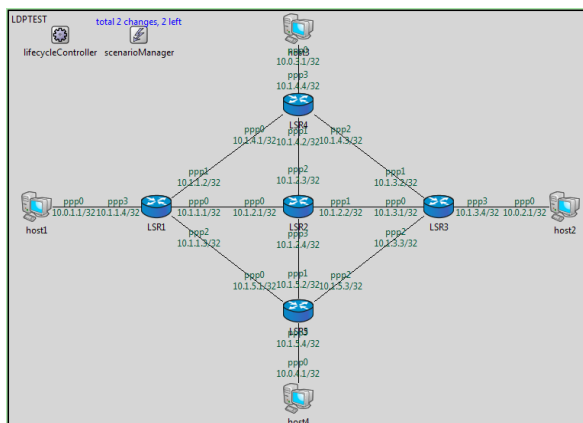 LDPTEST
total 2 changes, 2 left
lifecycleController
scenarioManager
host3
10.0.3.1/32
ppp3
10.1.4.4/32
LSR4
ppp0
10.1.4.1/32
ppp1
10.1.4.2/32
ppp2
10.1.4.3/32
ppp1
10.1.1.2/32
ppp2
10.1.2.3/32
ppp1
10.1.3.2/32
host1
ppp0
10.0.1.1/32
ppp3
10.1.1.4/32
LSR1
ppp0
10.1.1.1/32
ppp0
10.1.2.1/32
LSR2
ppp1
10.1.2.2/32
ppp0
10.1.3.1/32
LSR3
ppp3
10.1.3.4/32
ppp0
10.0.2.1/32
host2
ppp2
10.1.1.3/32
ppp3
10.1.2.4/32
ppp2
10.1.3.3/32
ppp0
10.1.5.1/32
ppp1
10.1.5.2/32
ppp2
10.1.5.3/32
LSR5
ppp3
10.1.5.4/32
ppp0
10.0.4.1/32
host4